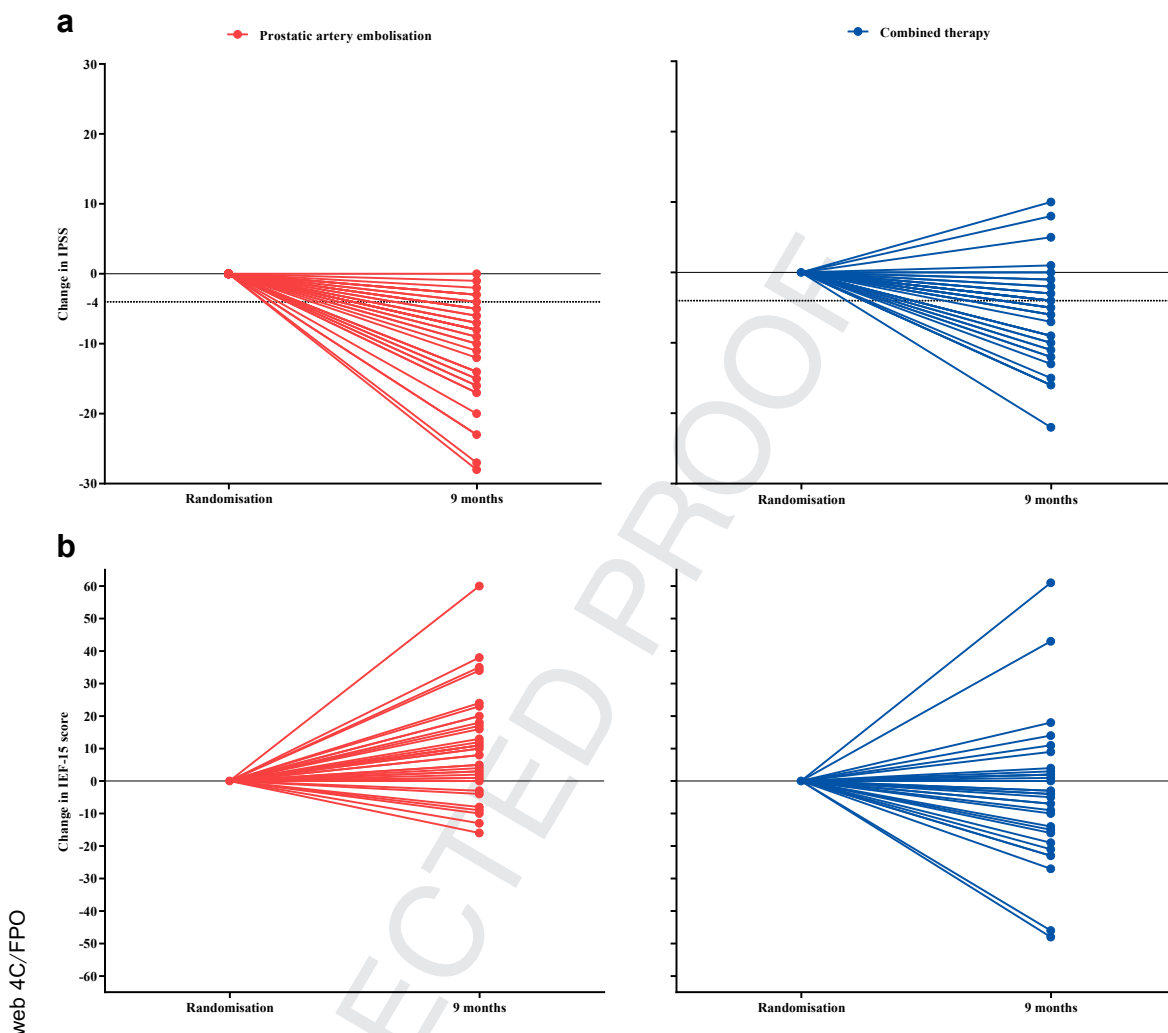 a
Prostatic artery embolisation
Combined therapy
Change in IPSS
30
20
10
0
-4
-10
-20
-30
Randomisation
9 months
Randomisation
9 months
b
Change in IEF-15 score
60
50
40
30
20
10
0
-10
-20
-30
-40
-50
-60
Randomisation
9 months
Randomisation
9 months
ECTED PROOF
web 4C/FPO